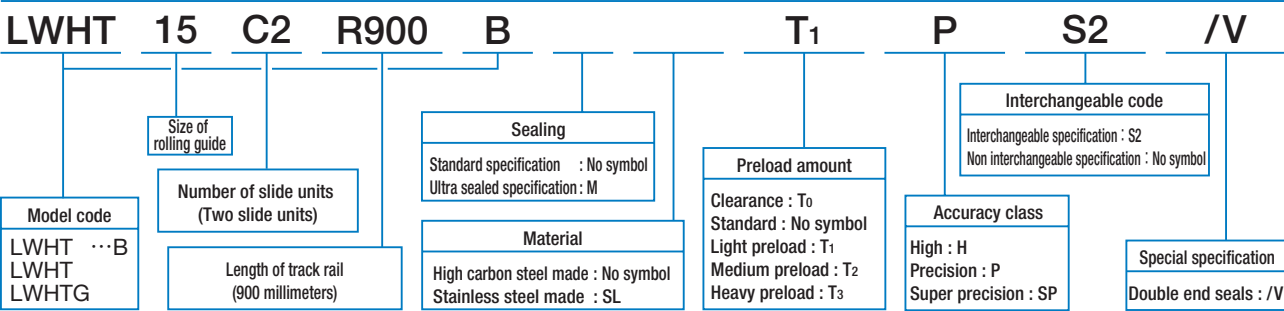 LWHT 15 C2 R900 B T1 P S2 /V
Model code
LWHT …B
LWHT
LWHTG
Size of
rolling guide
Number of slide units
(Two slide units)
Length of track rail
(900 millimeters)
Sealing
Standard specification : No symbol
Ultra sealed specification : M
Material
High carbon steel made : No symbol
Stainless steel made : SL
Preload amount
Clearance : T0
Standard : No symbol
Light preload : T1
Medium preload : T2
Heavy preload : T3
Accuracy class
High : H
Precision : P
Super precision : SP
Interchangeable code
Interchangeable specification : S2
Non interchangeable specification : No symbol
Special specification
Double end seals : /V